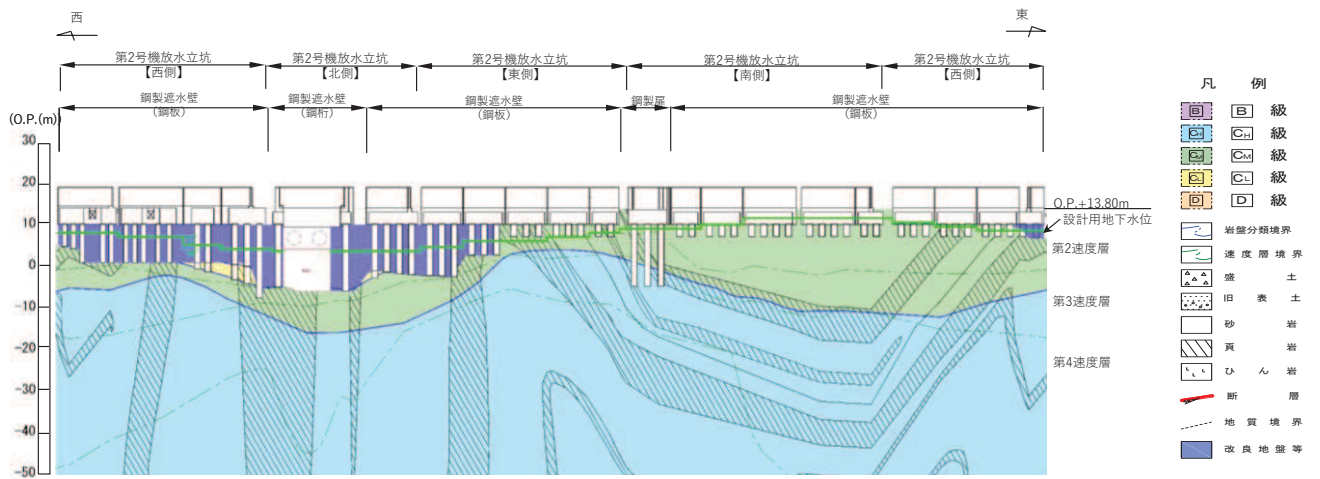 西
東
第2号機放水立坑
【西側】
第2号機放水立坑
【北側】
第2号機放水立坑
【東側】
第2号機放水立坑
【南側】
第2号機放水立坑
【西側】
鋼製遮水壁
(鋼板)
鋼製遮水壁
(鋼桁)
鋼製遮水壁
(鋼板)
鋼製扉
鋼製遮水壁
(鋼板)
(O.P.(m)
30
20
10
0
-10
-20
-30
-40
-50
O.P.+13.80m
設計用地下水位
第2速度層
第3速度層
第4速度層
凡例
B B 級
CH CH 級
CM CM 級
CL CL 級
D D 級
岩盤分類境界
速度層境界
盛土
旧表土
砂岩
頁岩
ひん岩
断層
地質境界
改良地盤等